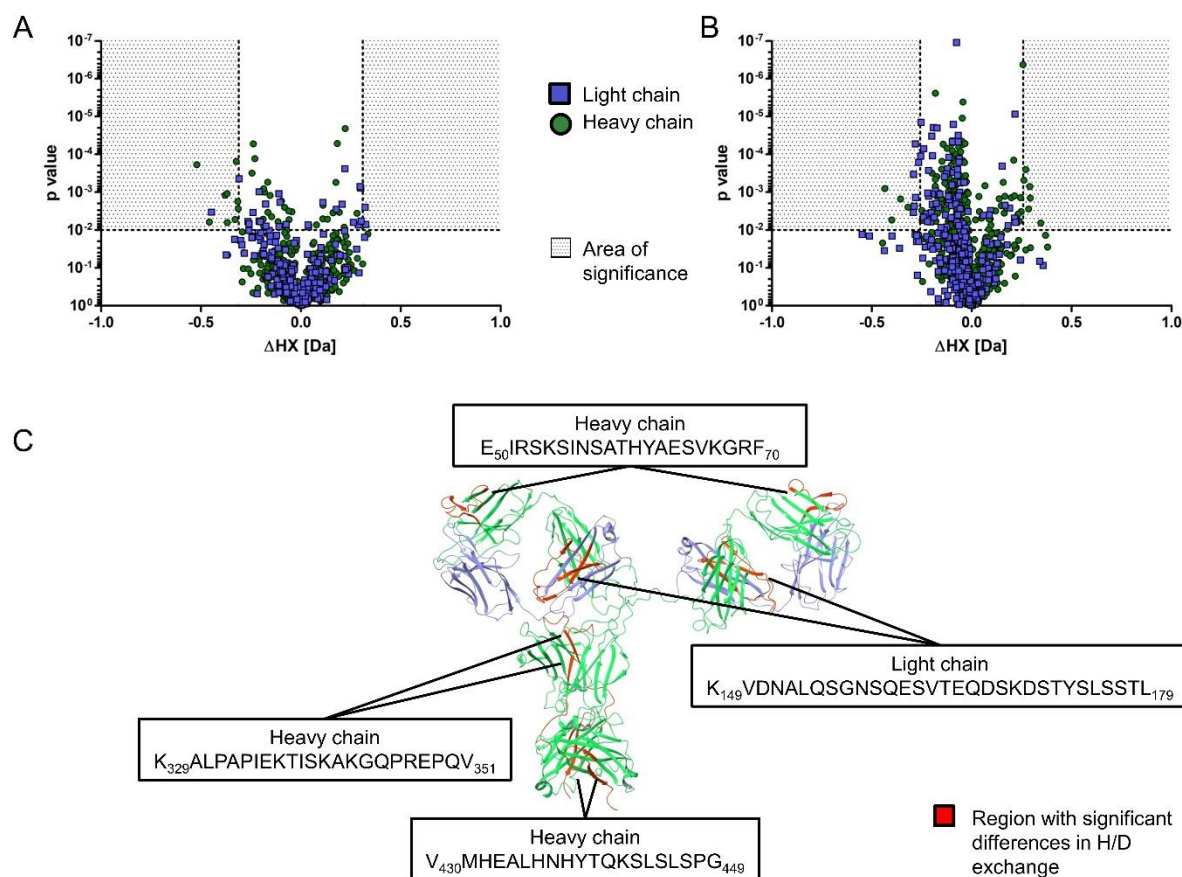 A
B
10⁻⁷
10⁻⁶
10⁻⁵
10⁻⁴
10⁻³
10⁻²
10⁻¹
10⁰
p value
-1.0
-0.5
0.0
0.5
1.0
ΔHX [Da]
Light chain
Heavy chain
Area of
significance
10⁻⁷
10⁻⁶
10⁻⁵
10⁻⁴
10⁻³
10⁻²
10⁻¹
10⁰
p value
-1.0
-0.5
0.0
0.5
1.0
ΔHX [Da]
C
Heavy chain
E₅₀IRSKSINSATHYAESVKGRF₇₀
Light chain
K₁₄₉VDNALQSGNSQESVTEQDSKDSTYSLSSTL₁₇₉
Heavy chain
K₃₂₉ALPAPIEKTISKAKGQPREPQV₃₅₁
Heavy chain
V₄₃₀MHEALHNHYTQKSLSLSPG₄₄₉
Region with significant
differences in H/D
exchange